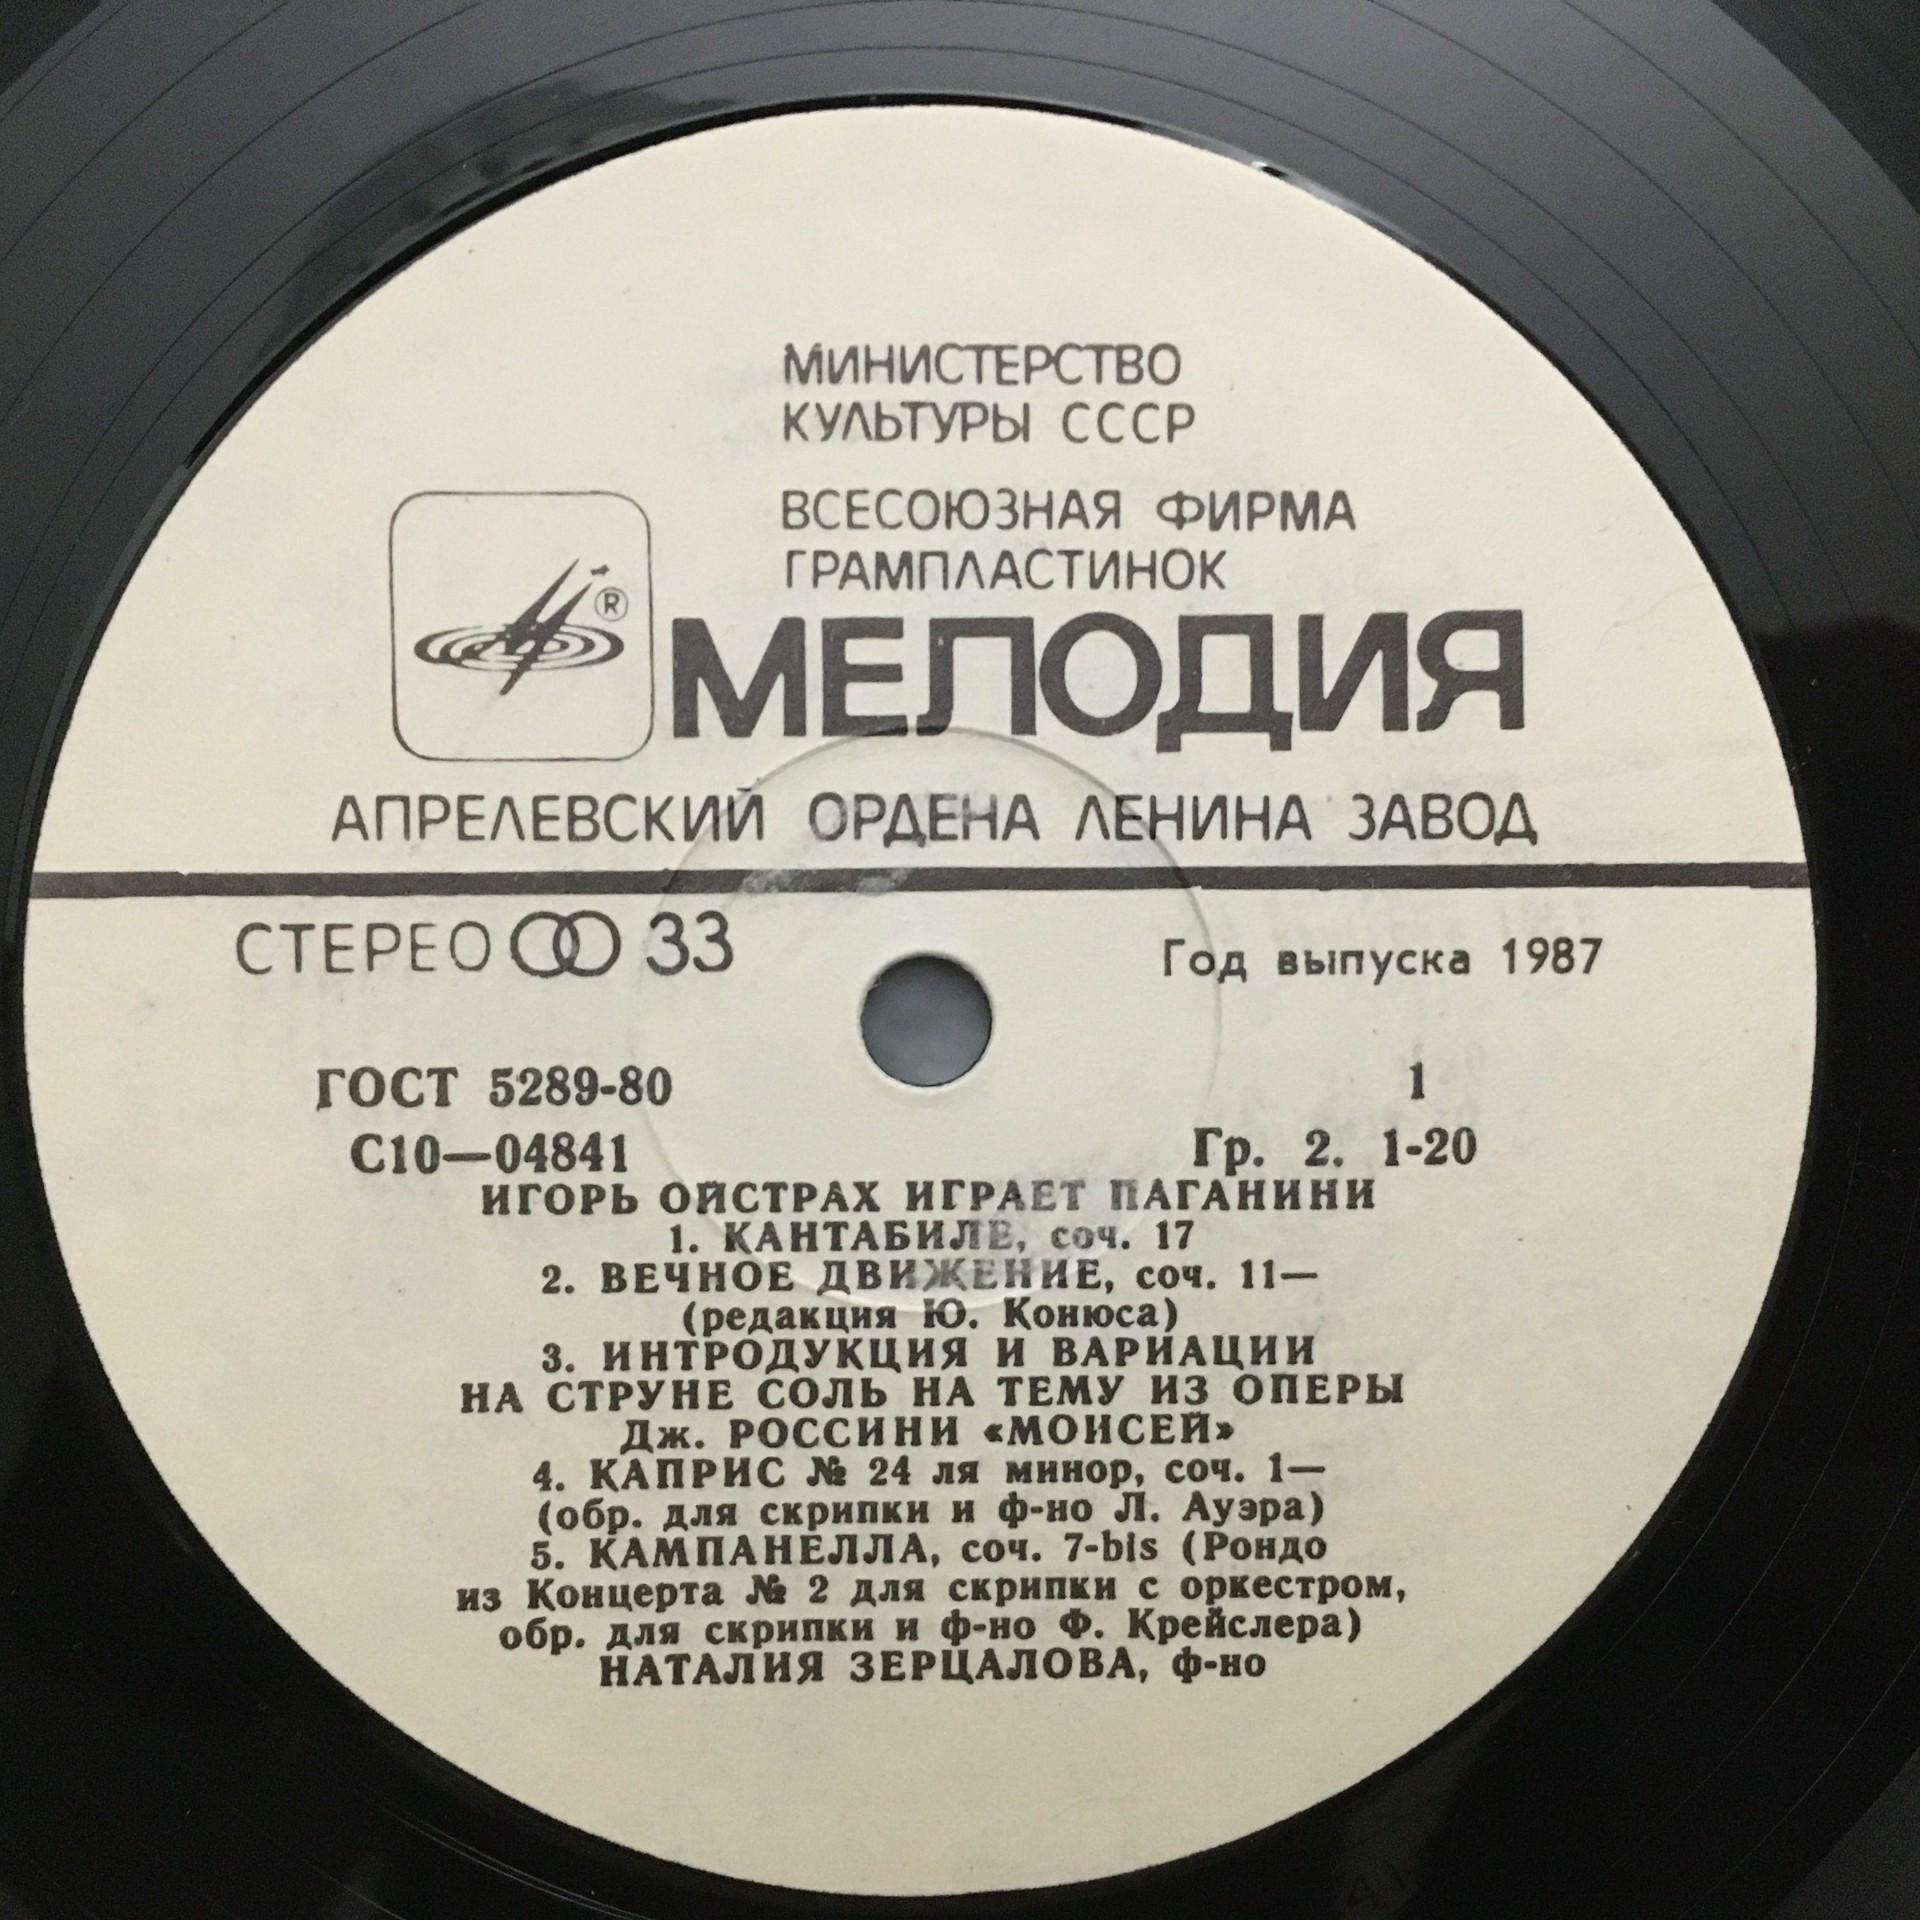 МИНИСТЕРСТВО
КУЛЬТУРЫ СССР
ВСЕСОЮЗНАЯ ФИРМА
ГРАМПЛАСТИНОК
®
МЕЛОДИЯ
АПРЕЛЕВСКИЙ ОРДЕНА ЛЕНИНА ЗАВОД
СТЕРЕО 33 Год выпуска 1987
ГОСТ 5289-80 1
С10—04841 Гр. 2. 1-20
ИГОРЬ ОЙСТРАХ ИГРАЕТ ПАГАНИНИ
1. КАНТАБИЛЕ, соч. 17
2. ВЕЧНОЕ ДВИЖЕНИЕ, соч. 11—
(редакция Ю. Конюса)
3. ИНТРОДУКЦИЯ И ВАРИАЦИИ
НА СТРУНЕ СОЛЬ НА ТЕМУ ИЗ ОПЕРЫ
Дж. РОССИНИ «МОИСЕЙ»
4. КАПРИС № 24 ля минор, соч. 1—
(обр. для скрипки и ф-но Л. Ауэра)
5. КАМПАНЕЛЛА, соч. 7-bis (Рондо
из Концерта № 2 для скрипки с оркестром,
обр. для скрипки и ф-но Ф. Крейслера)
НАТАЛИЯ ЗЕРЦАЛОВА, ф-но